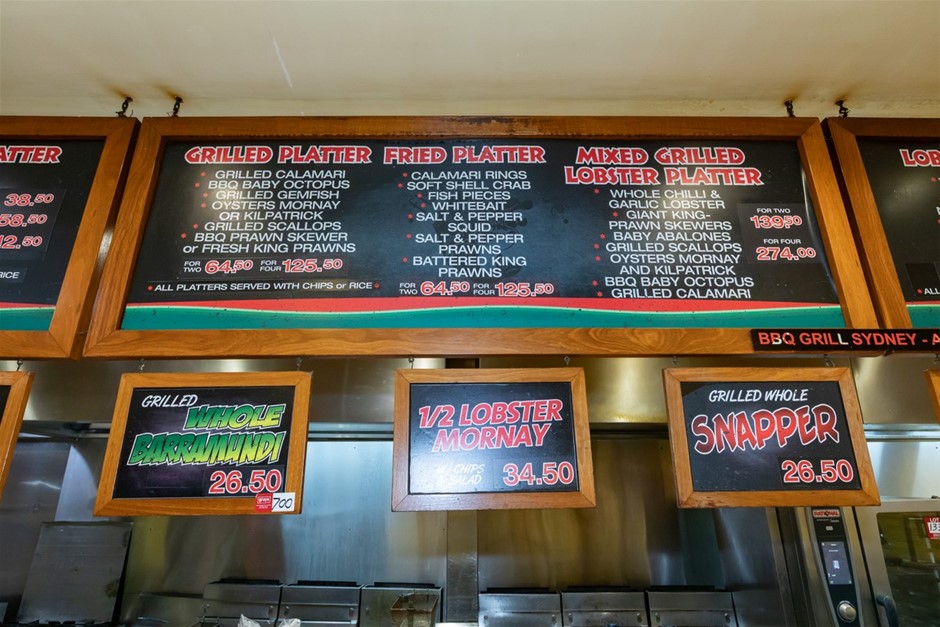 ATTER
38.50
58.50
12.50
RICE
GRILLED PLATTER
• GRILLED CALAMARI
• BBQ BABY OCTOPUS
• GRILLED GEMFISH
• OYSTERS MORNAY
OR KILPATRICK
• GRILLED SCALLOPS
• BBQ PRAWN SKEWER
or FRESH KING PRAWNS
FOR TWO 64.50 FOR FOUR 125.50
• ALL PLATTERS SERVED WITH CHIPS or RICE •
FRIED PLATTER
• CALAMARI RINGS
• SOFT SHELL CRAB
• FISH PIECES
• WHITEBAIT
• SALT & PEPPER
SQUID
• SALT & PEPPER
PRAWNS
• BATTERED KING
PRAWNS
FOR TWO 64.50 FOR FOUR 125.50
MIXED GRILLED
LOBSTER PLATTER
• WHOLE CHILLI &
GARLIC LOBSTER
• GIANT KING-
PRAWN SKEWERS
• BABY ABALONES
• GRILLED SCALLOPS
• OYSTERS MORNAY
AND KILPATRICK
• BBQ BABY OCTOPUS
• GRILLED CALAMARI
FOR TWO
139.50
FOR FOUR
274.00
LOB
• ALL
BBQ GRILL SYDNEY - A
GRILLED
WHOLE
BARRAMUNDI
26.50
700
1/2 LOBSTER
MORNAY
CHIPS
& SALAD
34.50
GRILLED WHOLE
SNAPPER
26.50
LOT